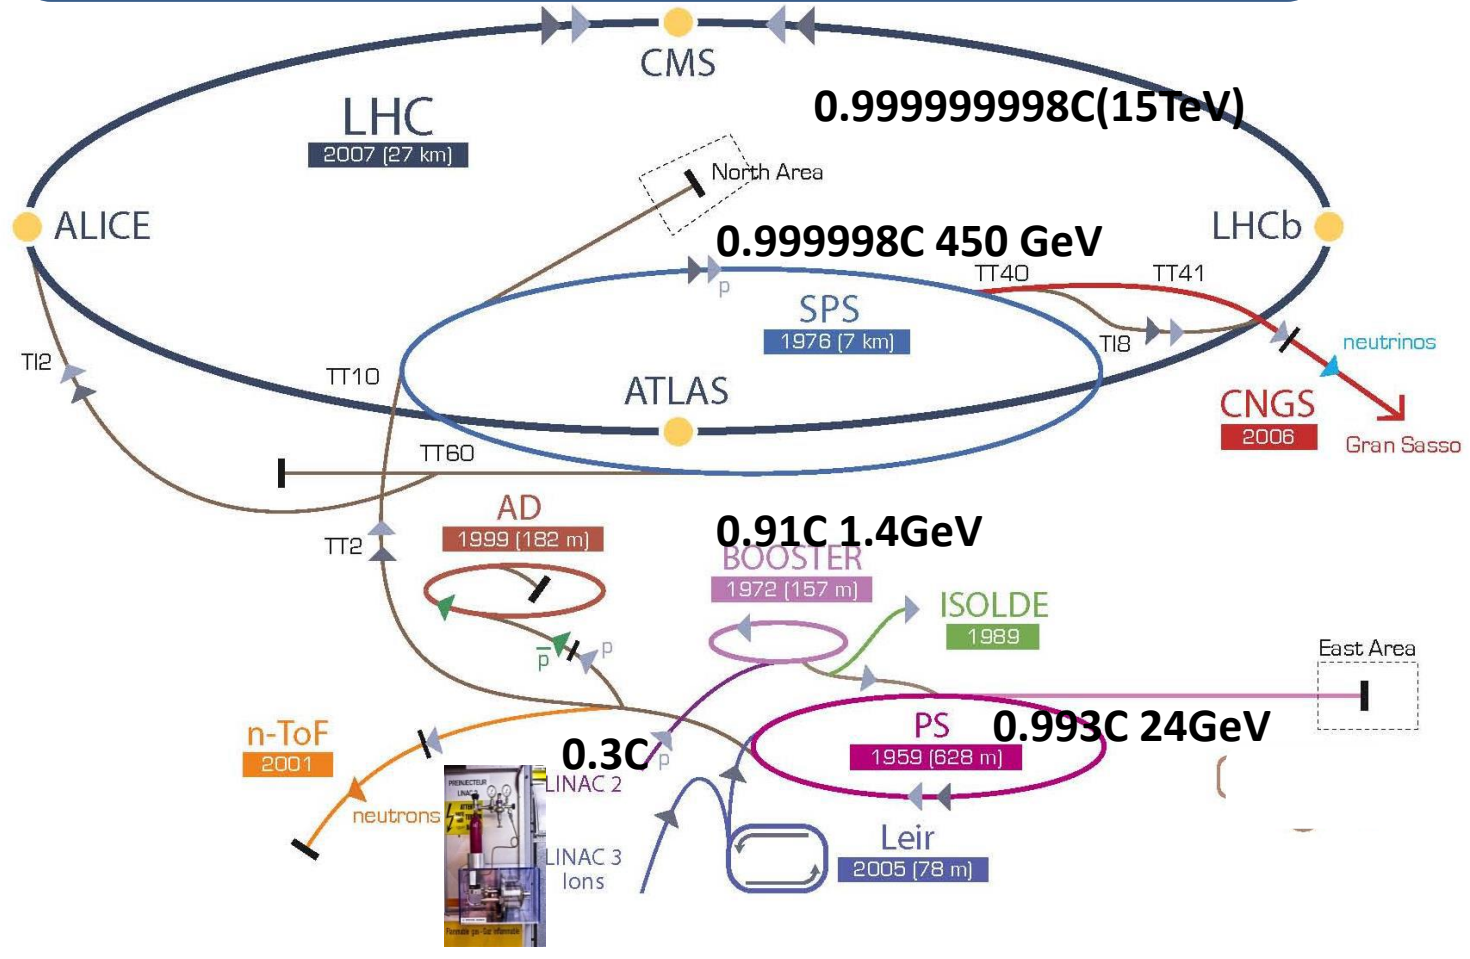 CMS
LHC
2007 (27 km)
0.999999998C(15TeV)
North Area
ALICE
LHCb
0.999998C 450 GeV
TT40
TT41
p
SPS
1976 (7 km)
TI8
neutrinos
TI2
TT10
ATLAS
CNGS
2006
Gran Sasso
TT60
AD
1999 (182 m)
TT2
0.91C 1.4GeV
BOOSTER
1972 (157 m)
ISOLDE
1989
p
p
East Area
n-ToF
2001
0.3C
p
PS
1959 (628 m)
0.993C 24GeV
LINAC 2
neutrons
PREINJECTEUR
LINAC 3
Ions
Leir
2005 (78 m)